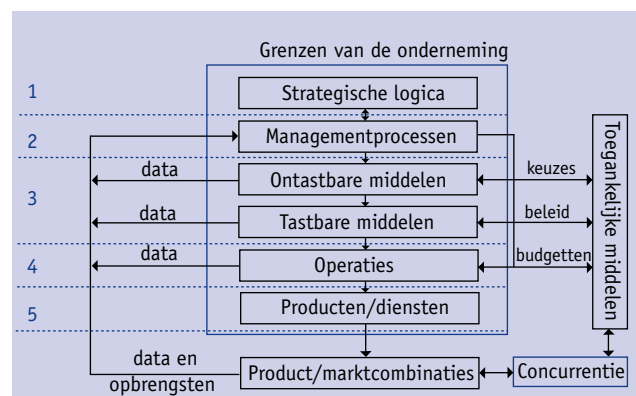 Grenzen van de onderneming
1
Strategische logica
2
Managementprocessen
3
data
Ontastbare middelen
keuzes
data
Tastbare middelen
beleid
4
data
Operaties
budgetten
5
Producten/diensten
Toegankelijke middelen
data en
opbrengsten
Product/marktcombinaties
Concurrentie